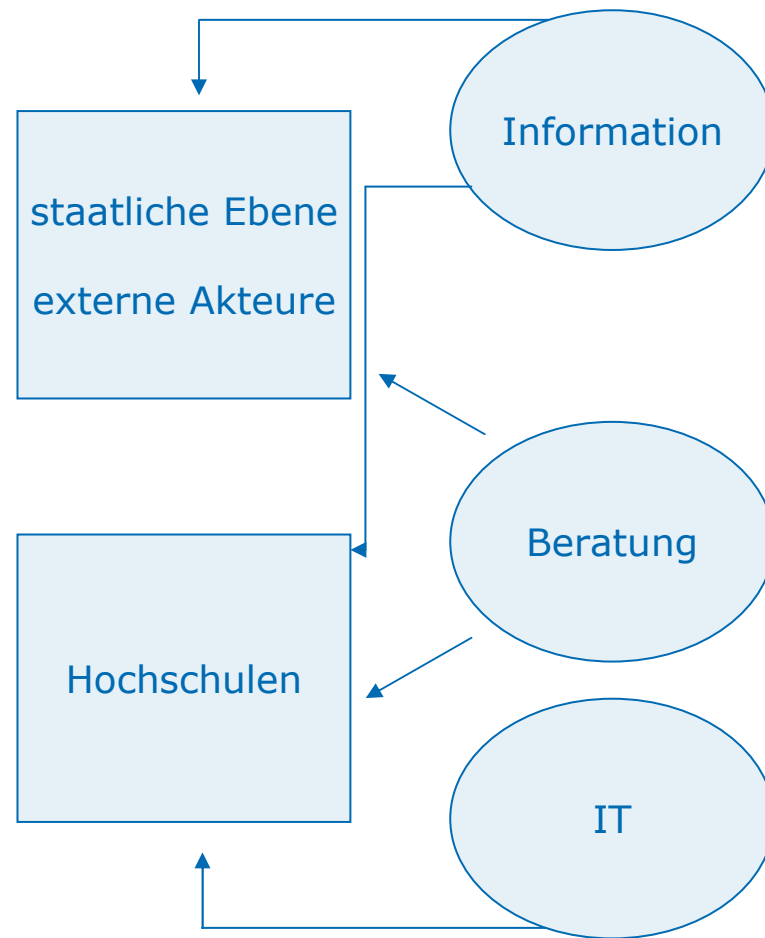 Information
staatliche Ebene
externe Akteure
Beratung
Hochschulen
IT